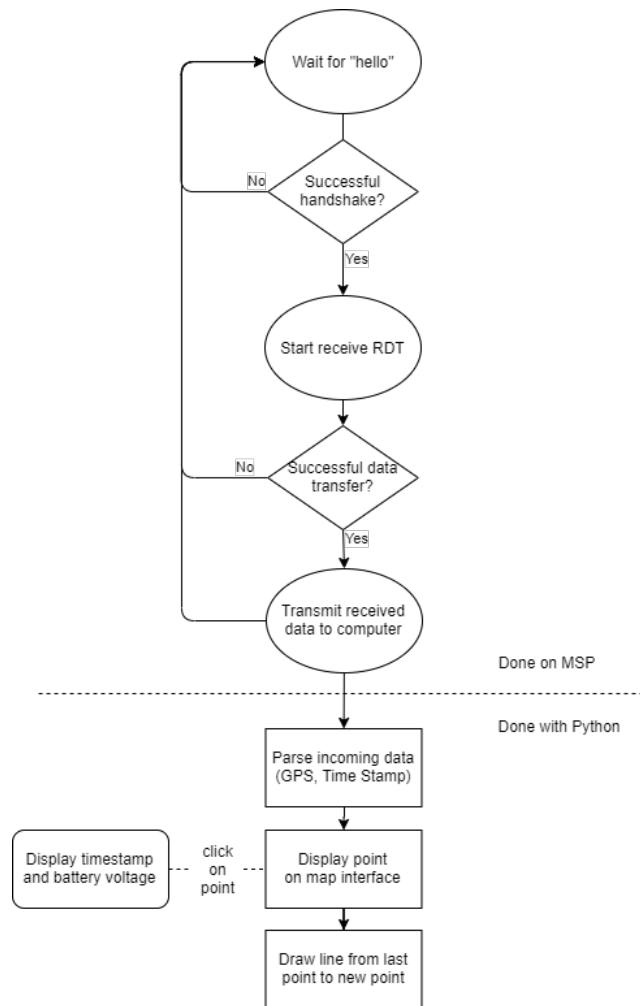 Wait for "hello"
No
Successful
handshake?
Yes
Start receive RDT
No
Successful data
transfer?
Yes
Transmit received
data to computer
Done on MSP
Done with Python
Parse incoming data
(GPS, Time Stamp)
Display timestamp
and battery voltage
click
on
point
Display point
on map interface
Draw line from last
point to new point